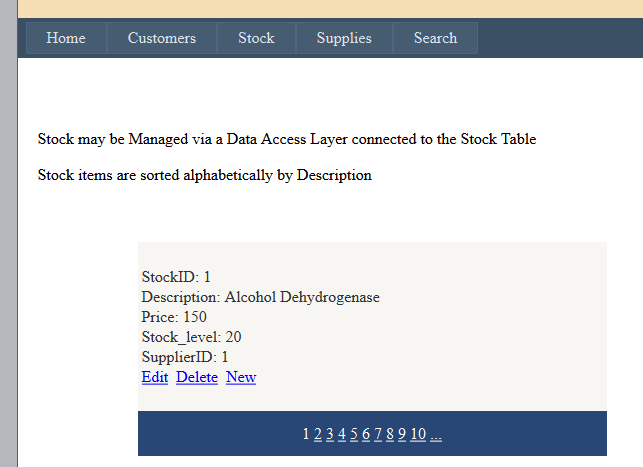 Home Customers Stock Supplies Search
Stock may be Managed via a Data Access Layer connected to the Stock Table
Stock items are sorted alphabetically by Description
StockID: 1
Description: Alcohol Dehydrogenase
Price: 150
Stock_level: 20
SupplierID: 1
Edit Delete New
1 2 3 4 5 6 7 8 9 10 ...